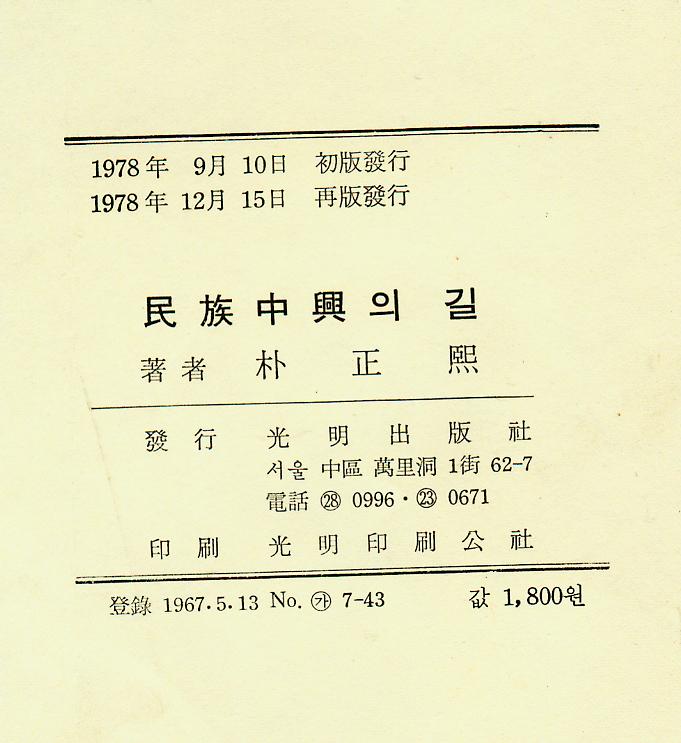 1978年 9月 10日 初版發行
1978年 12月 15日 再版發行
民族中興의 길
著者 朴正熙
發行 光明出版社
서울 中區 萬里洞 1街 62-7
電話 ㉘ 0996·㉓ 0671
印刷 光明印刷公社
登錄 1967.5.13 No. ㉮ 7-43 값 1,800원